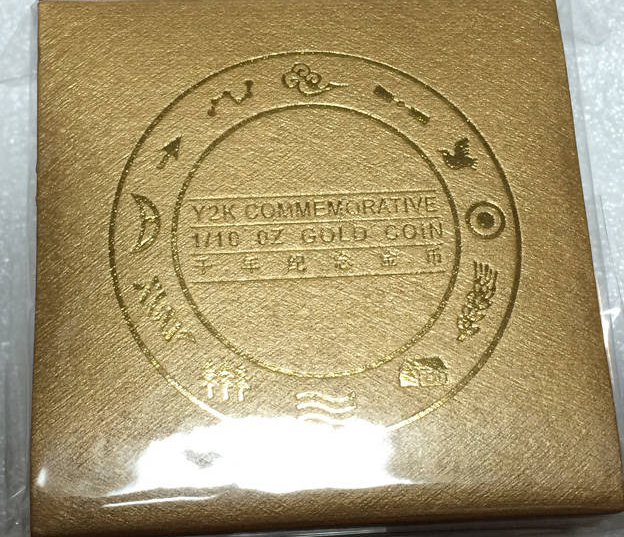 Y2K COMMEMORATIVE
1/10 OZ GOLD COIN
千年纪念金币